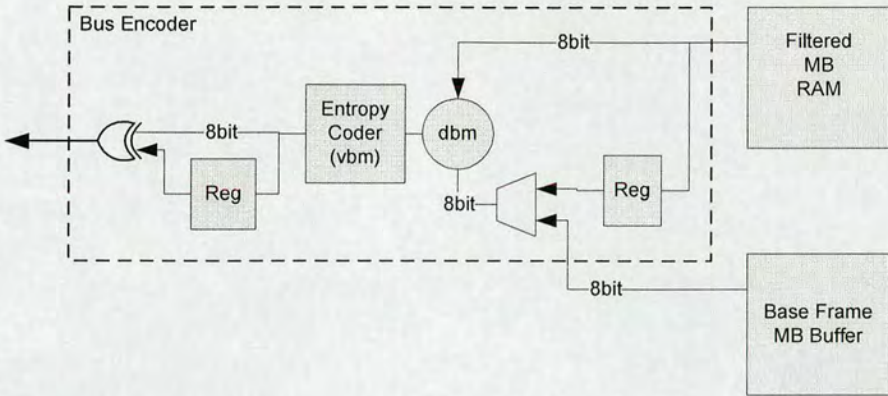 Bus Encoder
8bit
Filtered
MB
RAM
Entropy
Coder
(vbm)
dbm
8bit
Reg
8bit
Reg
8bit
Base Frame
MB Buffer